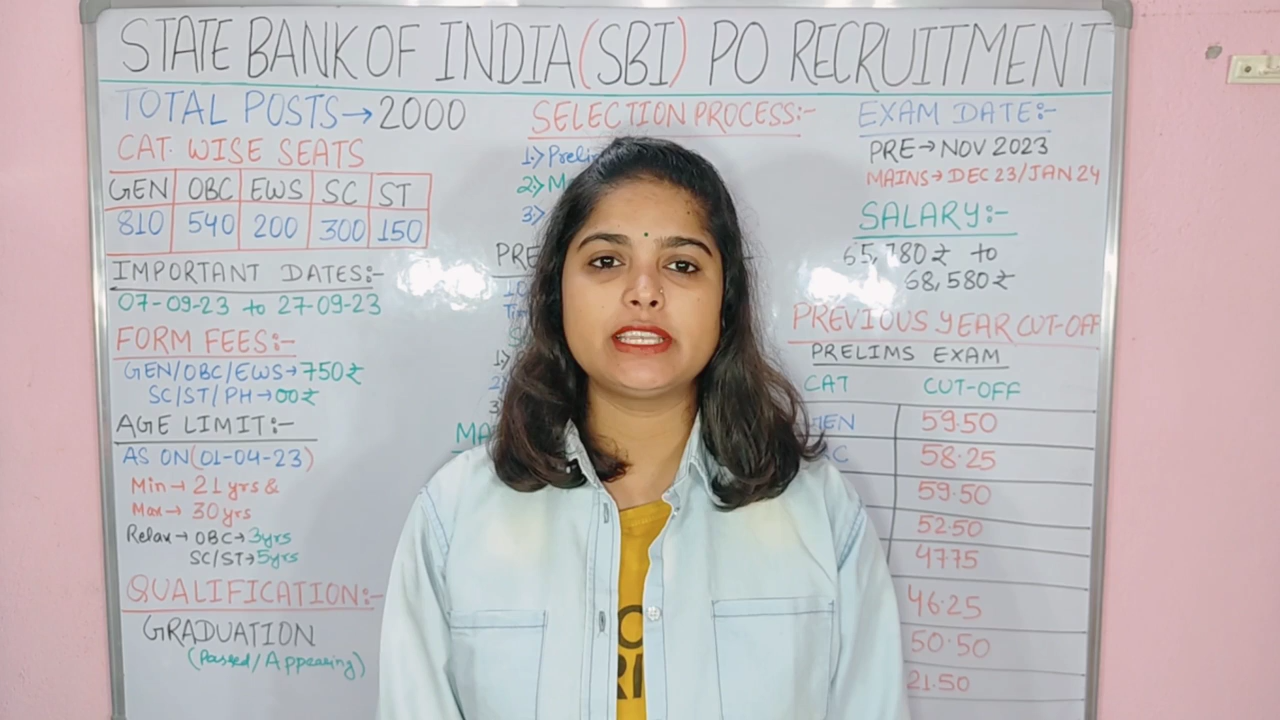 STATE BANK OF INDIA (SBI) PO RECRUITMENT
TOTAL POSTS→2000
CAT. WISE SEATS
GEN OBC EWS SC ST
810 540 200 300 150
IMPORTANT DATES:-
07-09-23 to 27-09-23
FORM FEES:-
GEN/OBC/EWS→750₹
SC/ST/PH→00₹
AGE LIMIT:-
AS ON(01-04-23)
Min→21yrs &
Max→30yrs
Relax→OBC→3yrs
SC/ST→5yrs
QUALIFICATION:-
GRADUATION
(Passed/Appearing)
SELECTION PROCESS:-
1.>
2.>
3.>
PRE
1>
2
3
MA
EXAM DATE:-
PRE→NOV 2023
MAINS→DEC 23/JAN 24
SALARY:-
65,780₹ to
68,580₹
PREVIOUS YEAR CUT-OFF
PRELIMS EXAM
CAT CUT-OFF
59.50
58.25
59.50
52.50
47.75
46.25
50.50
21.50